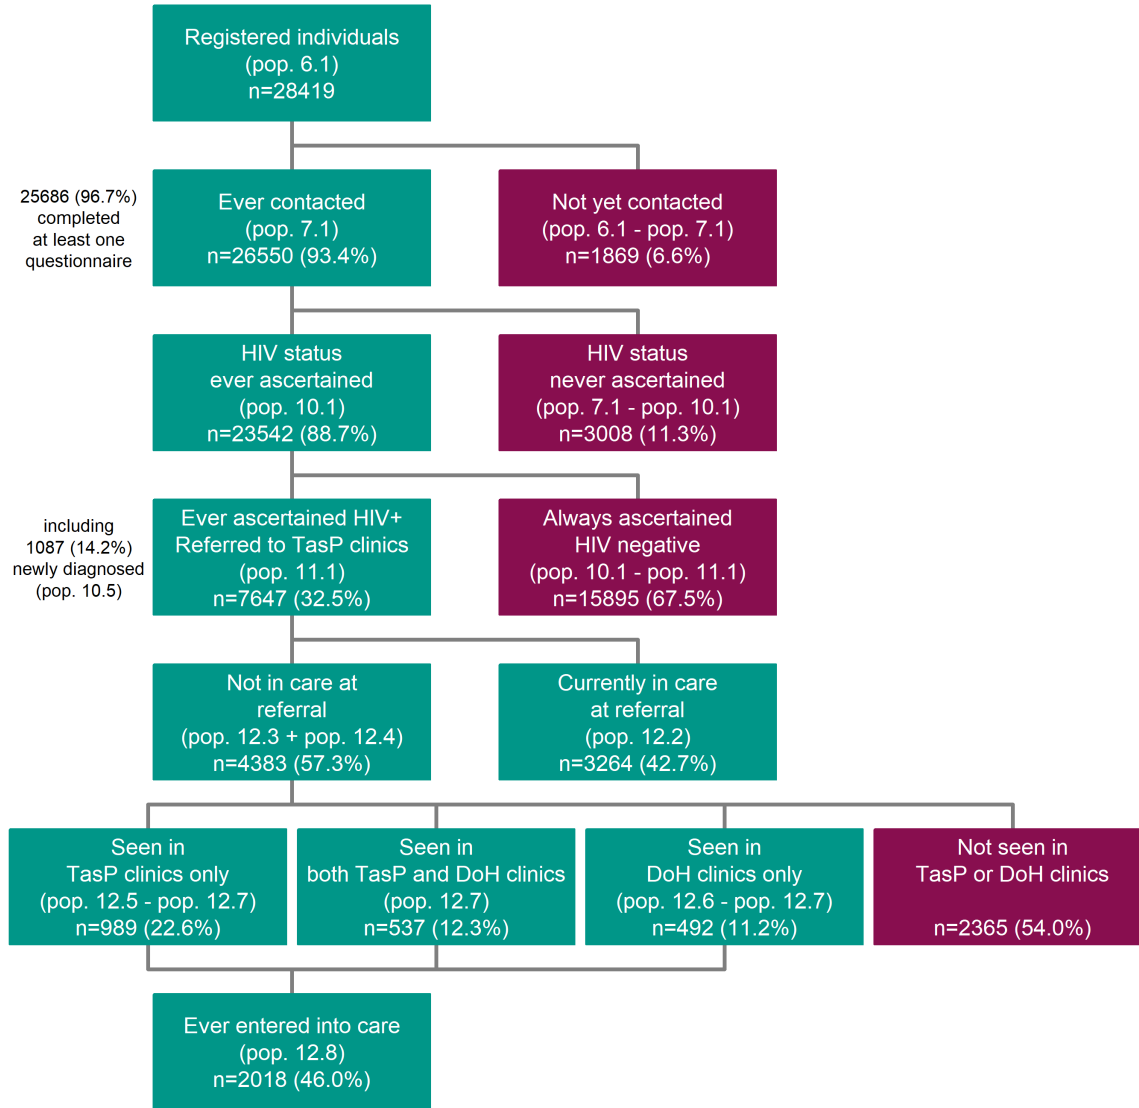 Registered individuals
(pop. 6.1)
n=28419
25686 (96.7%)
completed
at least one
questionnaire
Ever contacted
(pop. 7.1)
n=26550 (93.4%)
Not yet contacted
(pop. 6.1 - pop. 7.1)
n=1869 (6.6%)
HIV status
ever ascertained
(pop. 10.1)
n=23542 (88.7%)
HIV status
never ascertained
(pop. 7.1 - pop. 10.1)
n=3008 (11.3%)
including
1087 (14.2%)
newly diagnosed
(pop. 10.5)
Ever ascertained HIV+
Referred to TasP clinics
(pop. 11.1)
n=7647 (32.5%)
Always ascertained
HIV negative
(pop. 10.1 - pop. 11.1)
n=15895 (67.5%)
Not in care at
referral
(pop. 12.3 + pop. 12.4)
n=4383 (57.3%)
Currently in care
at referral
(pop. 12.2)
n=3264 (42.7%)
Seen in
TasP clinics only
(pop. 12.5 - pop. 12.7)
n=989 (22.6%)
Seen in
both TasP and DoH clinics
(pop. 12.7)
n=537 (12.3%)
Seen in
DoH clinics only
(pop. 12.6 - pop. 12.7)
n=492 (11.2%)
Not seen in
TasP or DoH clinics
n=2365 (54.0%)
Ever entered into care
(pop. 12.8)
n=2018 (46.0%)